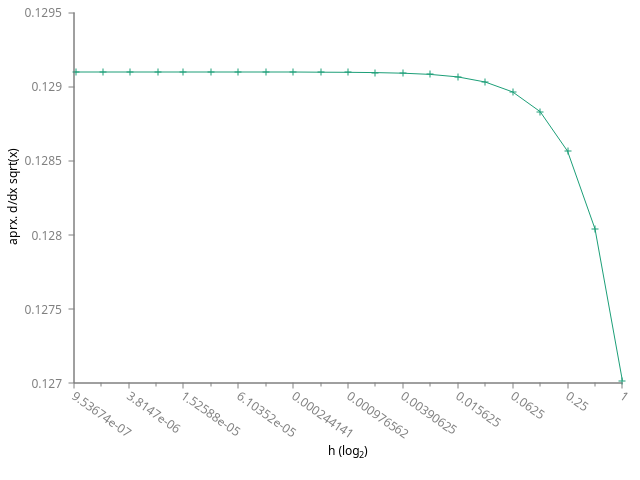 0.1295
0.129
0.1285
0.128
0.1275
0.127
aprx. d/dx sqrt(x)
9.53674e-07
3.8147e-06
1.52588e-05
6.10352e-05
0.000244141
0.000976562
0.00390625
0.015625
0.0625
0.25
1
h (log₂)